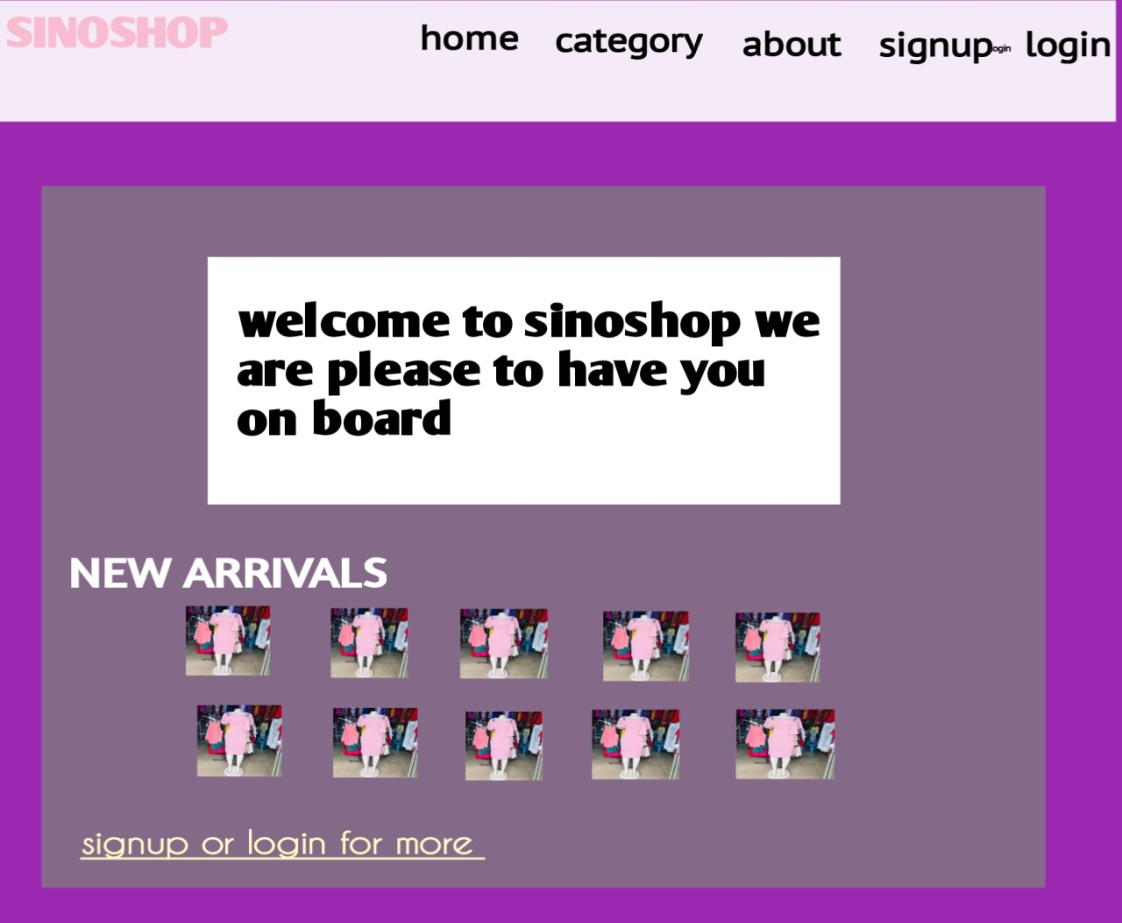 SINOSHOP
home category about signup ogin login
welcome to sinoshop we
are please to have you
on board
NEW ARRIVALS
signup or login for more